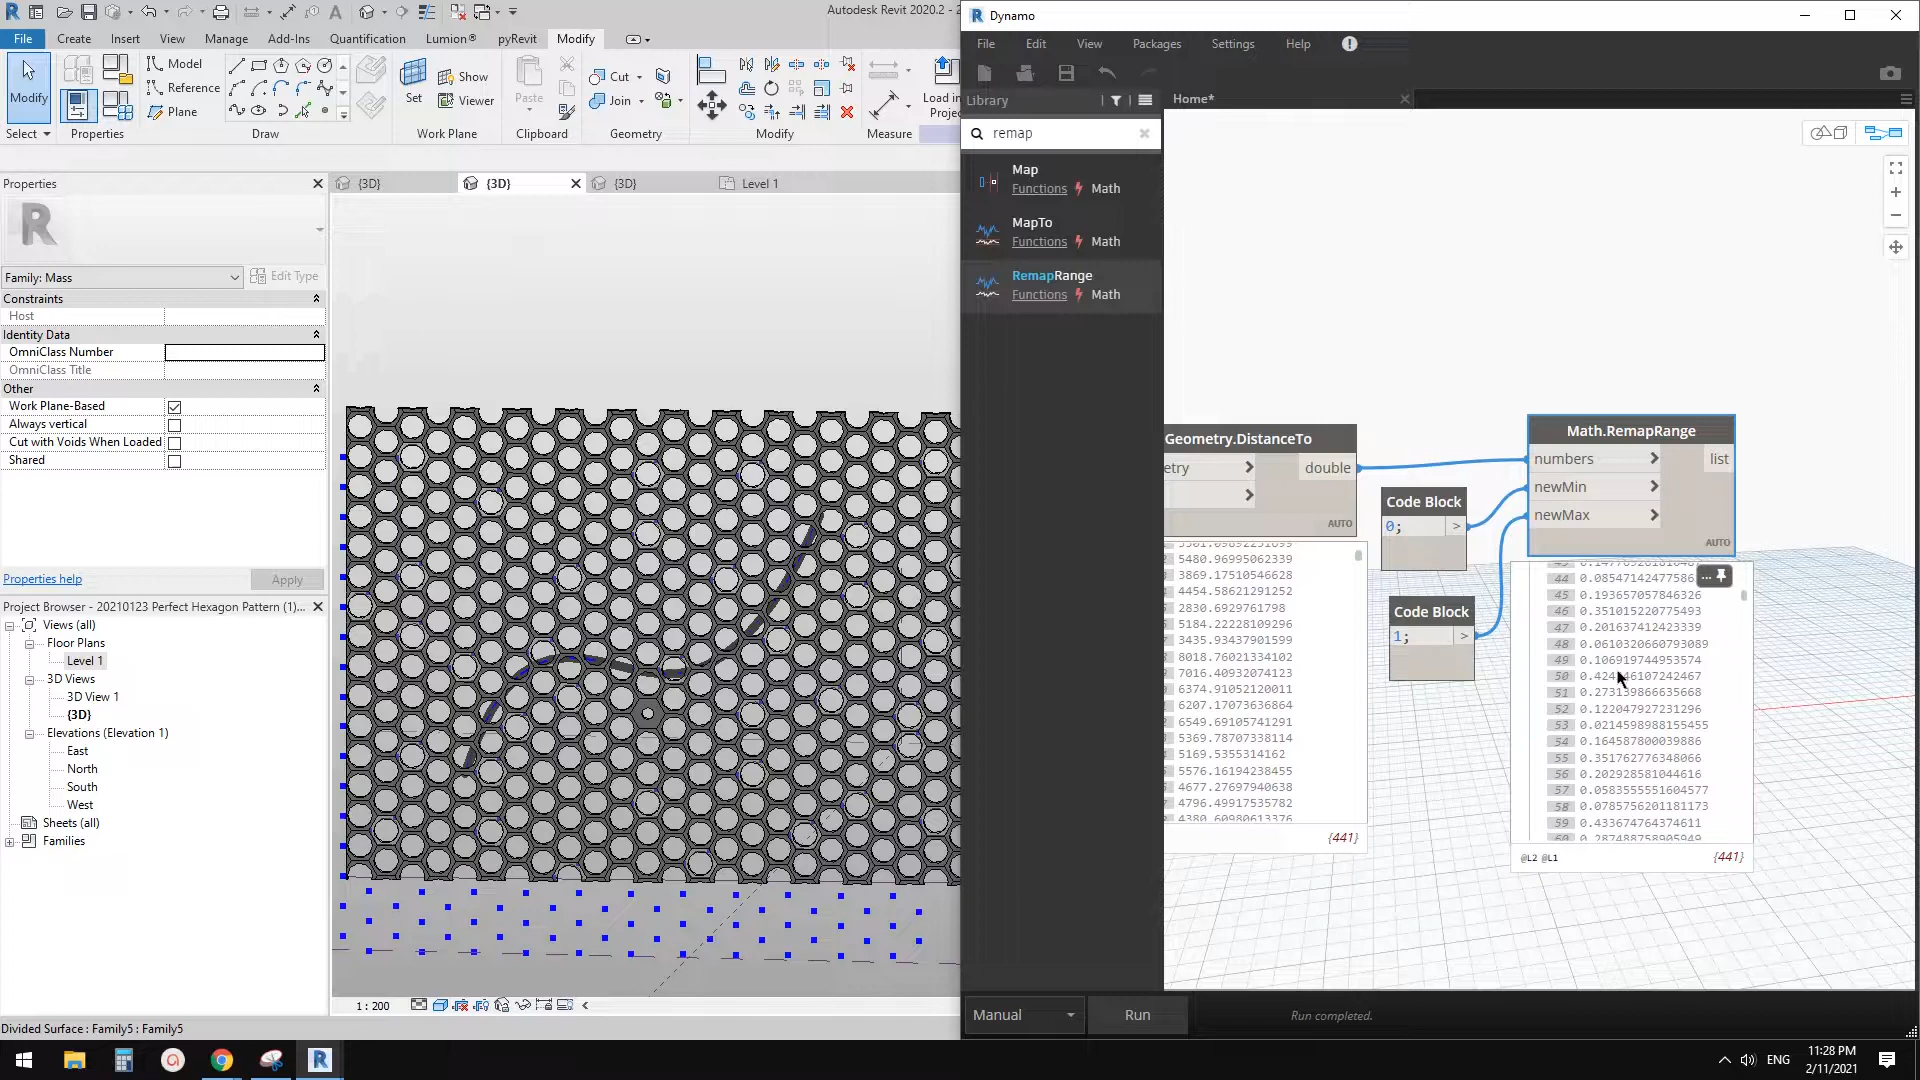 Autodesk Revit 2020.2 -
File
Create
Insert
View
Manage
Add-Ins
Quantification
Lumion®
pyRevit
Modify
Modify
Select
Properties
Model
Reference
Plane
Draw
Set
Show
Viewer
Work Plane
Paste
Clipboard
Cut
Join
Geometry
Modify
Measure
Load in
Projec
Properties
Family: Mass
Edit Type
Constraints
Host
Identity Data
OmniClass Number
OmniClass Title
Other
Work Plane-Based
Always vertical
Cut with Voids When Loaded
Shared
Properties help
Apply
Project Browser - 20210123 Perfect Hexagon Pattern (1)...
Views (all)
Floor Plans
Level 1
3D Views
3D View 1
{3D}
Elevations (Elevation 1)
East
North
South
West
Sheets (all)
Families
{3D}
{3D}
{3D}
Level 1
1 : 200
Divided Surface : Family5 : Family5
Dynamo
File
Edit
View
Packages
Settings
Help
Library
Home*
remap
Map
Functions
Math
MapTo
Functions
Math
RemapRange
Functions
Math
Geometry.DistanceTo
etry
double
AUTO
5480.96995062339
3869.17510546628
4454.58621291252
2830.6929761798
5184.22228109296
3435.93437901599
8018.76021334102
7016.40932074123
6374.91052120011
6207.17073636864
6549.69105741291
5369.78707338114
5169.5355314162
5576.16194238455
4677.27697940638
4796.49917535782
4380.60980613376
{441}
Code Block
0;
>
Code Block
1;
>
Math.RemapRange
numbers
list
newMin
newMax
AUTO
44
45 0.193657057846326
46 0.351015220775493
47 0.201637412423339
48 0.0610320660793089
49 0.106919744953574
50
51 0.273139866635668
52 0.122047927231296
53 0.0214598988155455
54 0.164587800039886
55 0.351762776348066
56 0.202928581044616
57 0.0583555551604577
58 0.0785756201181173
59 0.433674764374611
60 0.287488758905949
@L2 @L1
{441}
Manual
Run
Run completed.
ENG
11:28 PM
2/11/2021